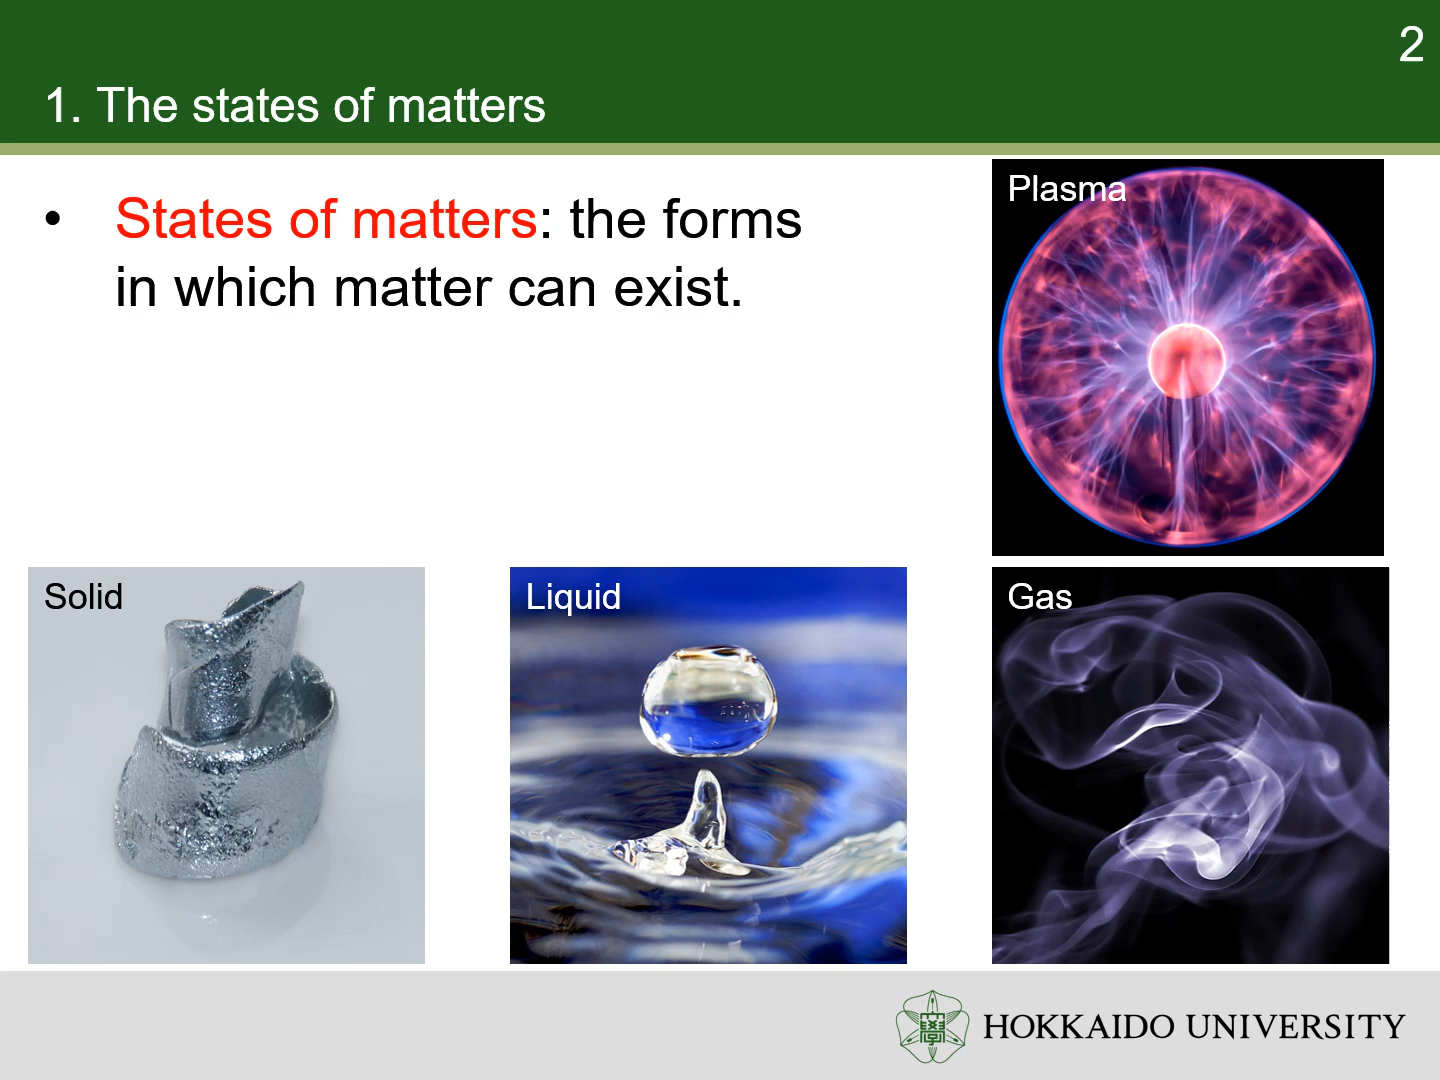 2
1. The states of matters
• States of matters: the forms
in which matter can exist.
Plasma
Solid
Liquid
Gas
HOKKAIDO UNIVERSITY